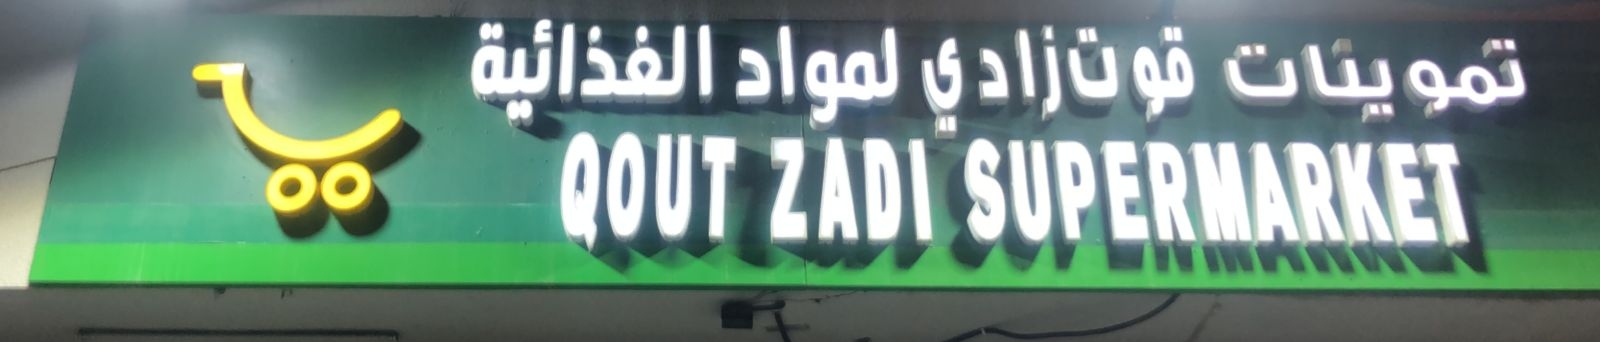 تموينات قوت زادي لمواد الغذائية
QOUT ZADI SUPERMARKET